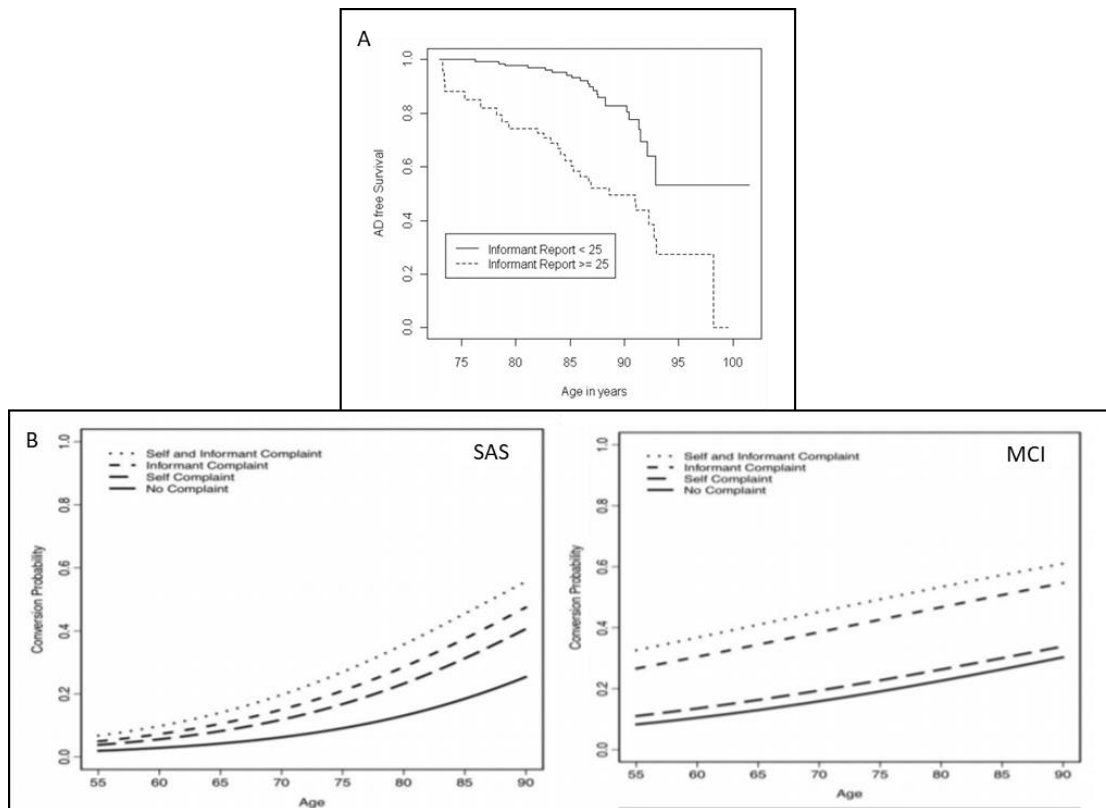 A
AD free Survival
1.0
0.8
0.6
0.4
0.2
0.0
Informant Report < 25
Informant Report >= 25
75 80 85 90 95 100
Age in years
B
SAS
Conversion Probability
1.0
0.8
0.6
0.4
0.2
0.0
Self and Informant Complaint
Informant Complaint
Self Complaint
No Complaint
55 60 65 70 75 80 85 90
Age
MCI
Conversion Probability
1.0
0.8
0.6
0.4
0.2
0.0
Self and Informant Complaint
Informant Complaint
Self Complaint
No Complaint
55 60 65 70 75 80 85 90
Age